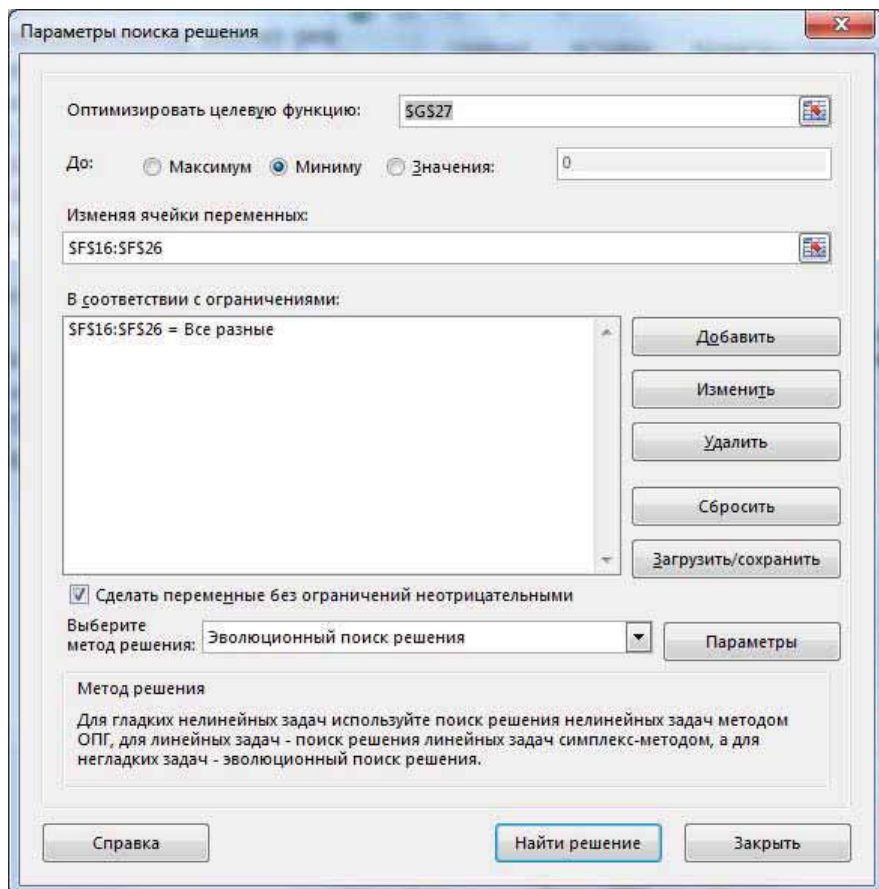 Параметры поиска решения
Оптимизировать целевую функцию: $G$27
До: Максимум Миниму Значения: 0
Изменяя ячейки переменных:
$F$16:$F$26
В соответствии с ограничениями:
$F$16:$F$26 = Все разные
Добавить
Изменить
Удалить
Сбросить
Загрузить/сохранить
Сделать переменные без ограничений неотрицательными
Выберите
метод решения: Эволюционный поиск решения Параметры
Метод решения
Для гладких нелинейных задач используйте поиск решения нелинейных задач методом
ОПГ, для линейных задач - поиск решения линейных задач симплекс-методом, а для
негладких задач - эволюционный поиск решения.
Справка Найти решение Закрыть